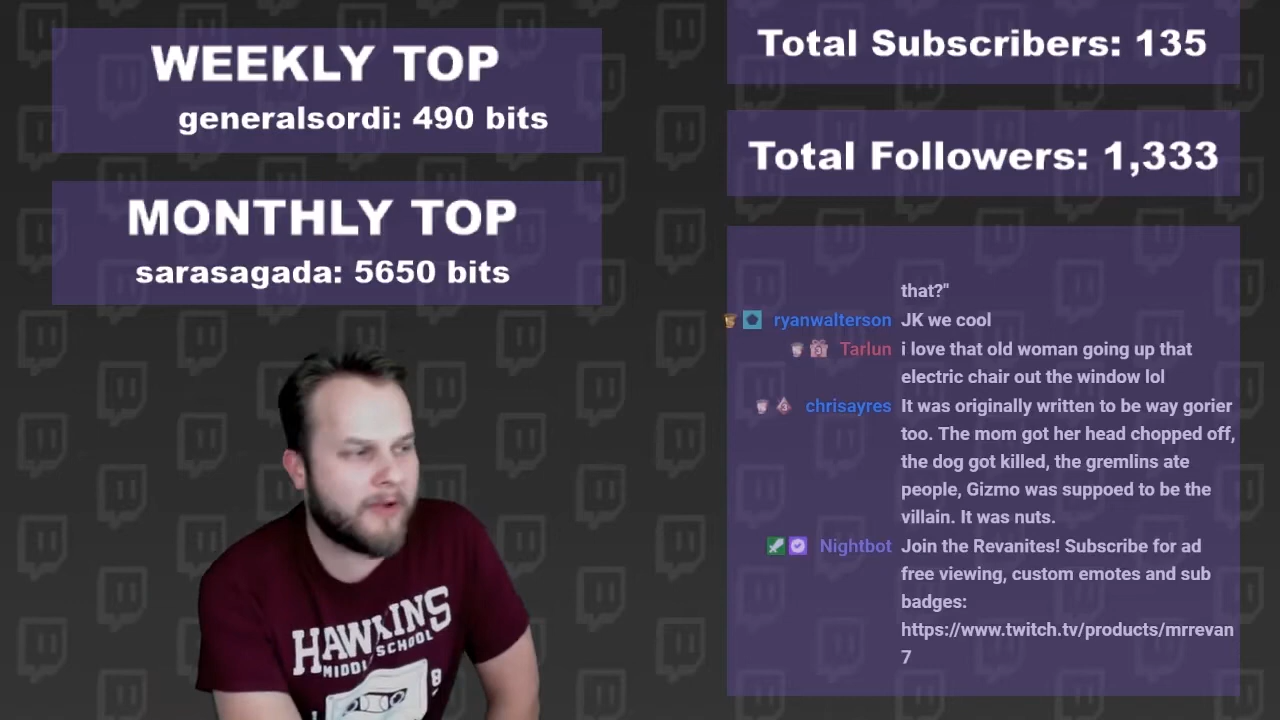 WEEKLY TOP
generalsordi: 490 bits
MONTHLY TOP
sarasagada: 5650 bits
Total Subscribers: 135
Total Followers: 1,333
that?"
ryanwalterson JK we cool
Tarlun i love that old woman going up that
electric chair out the window lol
chrisayres It was originally written to be way gorier
too. The mom got her head chopped off,
the dog got killed, the gremlins ate
people, Gizmo was suppoed to be the
villain. It was nuts.
Nightbot Join the Revanites! Subscribe for ad
free viewing, custom emotes and sub
badges:
https://www.twitch.tv/products/mrrevan
7
HAWKINS
MIDDL SCHOOL
8